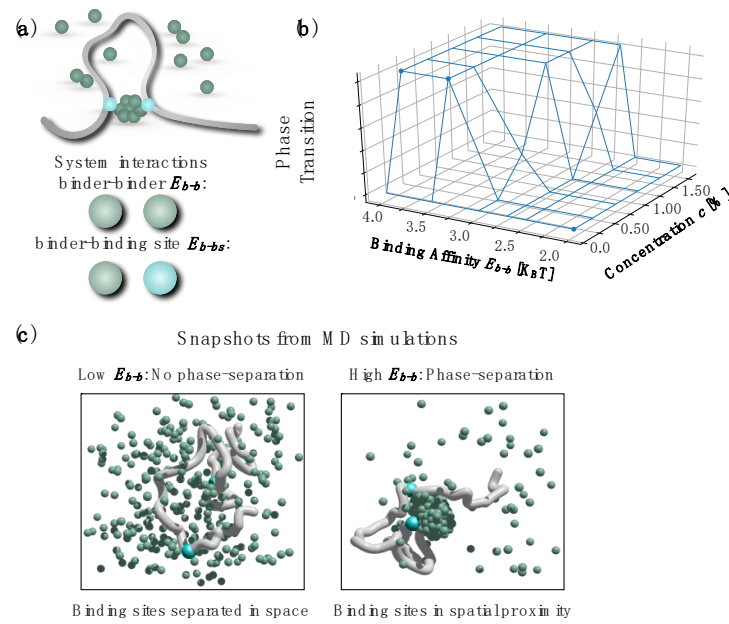 (a)
System interactions
binder-binder E_b-b:
binder-binding site E_b-bs:
(b)
Phase
Transition
4.0
3.5
3.0
2.5
2.0
Binding Affinity E_b-b [K_BT]
0.0
0.50
1.00
1.50
Concentration c [%]
(c)
Snapshots from MD simulations
Low E_b-b: No phase-separation
High E_b-b: Phase-separation
Binding sites separated in space
Binding sites in spatial proximity